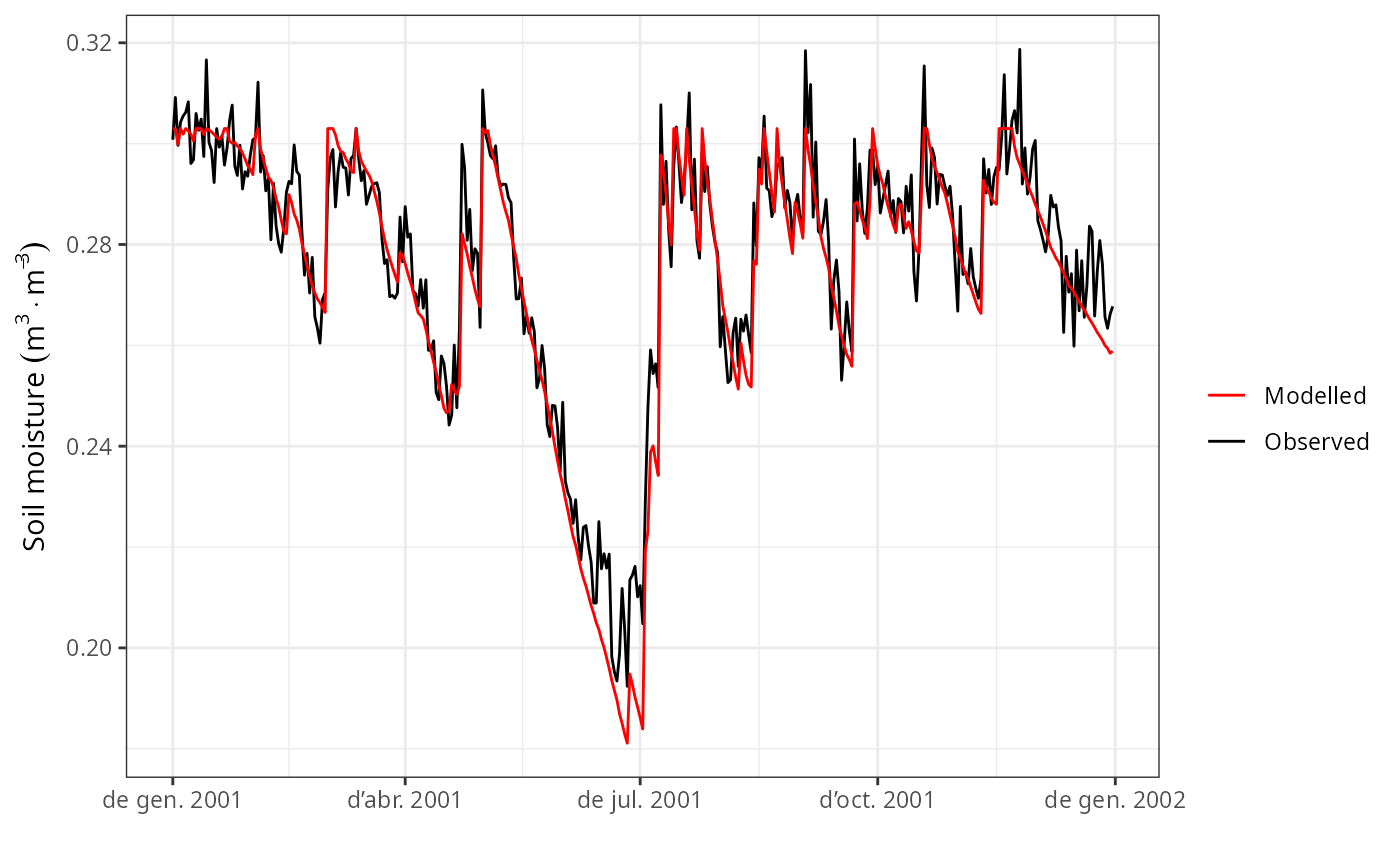 0.32
0.28
0.24
0.20
Soil moisture (m³ · m⁻³)
de gen. 2001
d'abr. 2001
de jul. 2001
d'oct. 2001
de gen. 2002
Modelled
Observed